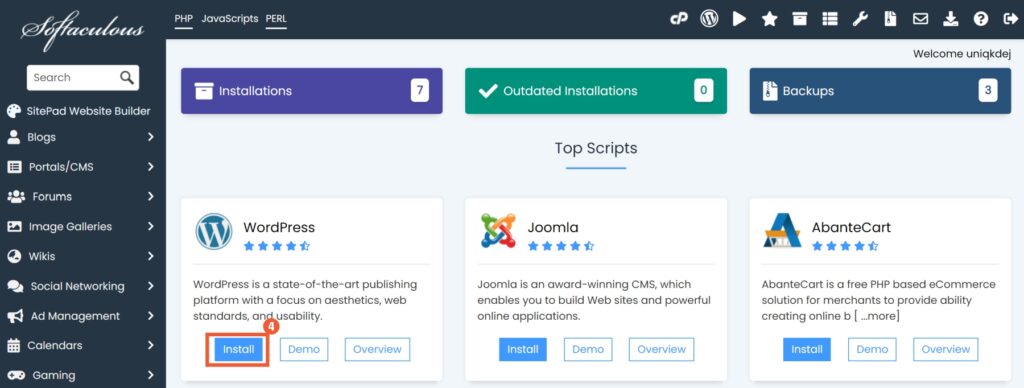 Softaculous
PHP JavaScripts PERL
cP
Welcome uniqkdej
Search
SitePad Website Builder
Blogs
Portals/CMS
Forums
Image Galleries
Wikis
Social Networking
Ad Management
Calendars
Gaming
Installations 7
Outdated Installations 0
Backups 3
Top Scripts
WordPress
WordPress is a state-of-the-art publishing
platform with a focus on aesthetics, web
standards, and usability.
4
Install Demo Overview
Joomla
Joomla is an award-winning CMS, which
enables you to build Web sites and powerful
online applications.
Install Demo Overview
AbanteCart
AbanteCart is a free PHP based eCommerce
solution for merchants to provide ability
creating online b [ ...more]
Install Demo Overview